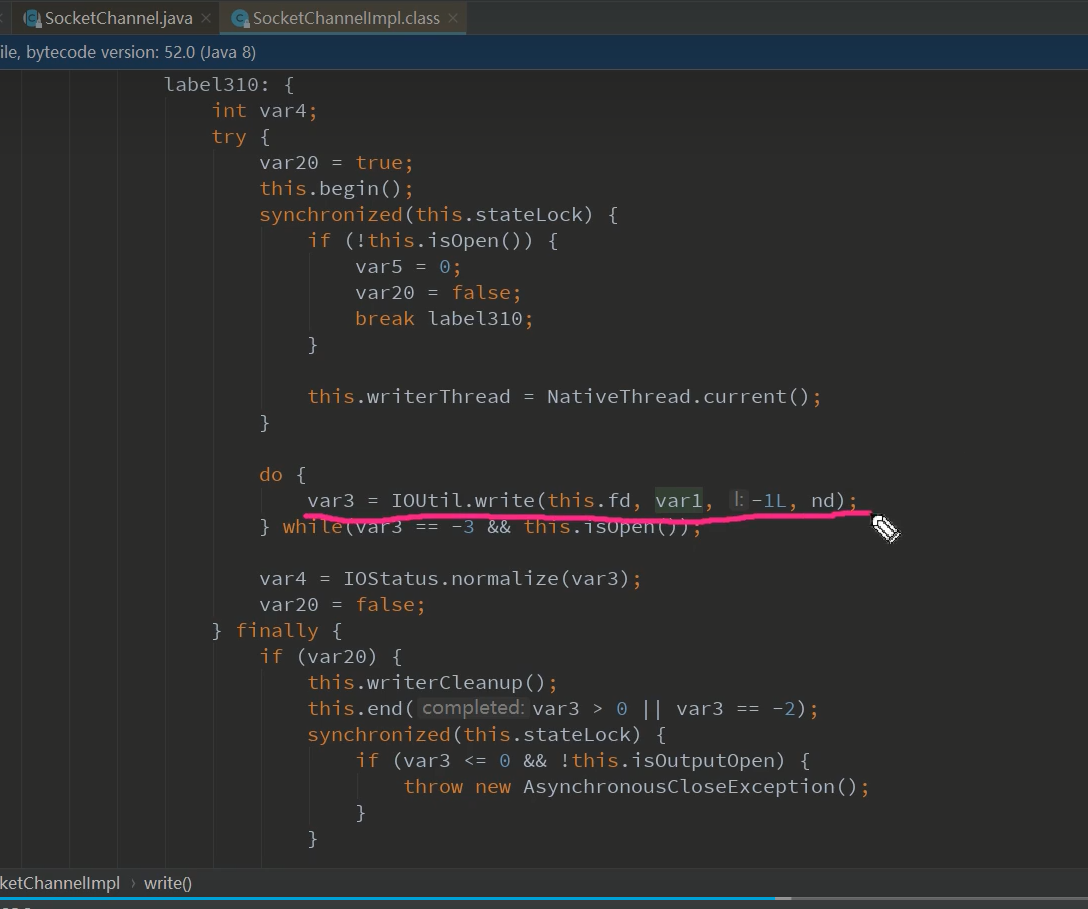 SocketChannel.java × SocketChannelImpl.class ×
ile, bytecode version: 52.0 (Java 8)
label310: {
int var4;
try {
var20 = true;
this.begin();
synchronized(this.stateLock) {
if (!this.isOpen()) {
var5 = 0;
var20 = false;
break label310;
}
this.writerThread = NativeThread.current();
}
do {
var3 = IOUtil.write(this.fd, var1, l: -1L, nd);
} while(var3 == -3 && this.isOpen());
var4 = IOStatus.normalize(var3);
var20 = false;
} finally {
if (var20) {
this.writerCleanup();
this.end( completed: var3 > 0 || var3 == -2);
synchronized(this.stateLock) {
if (var3 <= 0 && !this.isOutputOpen) {
throw new AsynchronousCloseException();
}
}
ketChannelImpl › write()